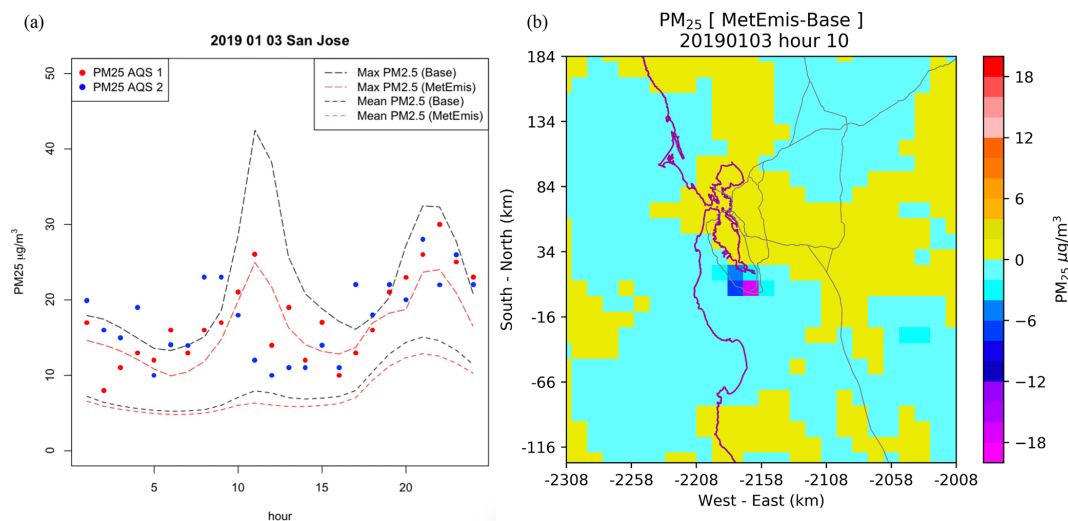 (a)
2019 01 03 San Jose
PM25 AQS 1
PM25 AQS 2
Max PM2.5 (Base)
Max PM2.5 (MetEmis)
Mean PM2.5 (Base)
Mean PM2.5 (MetEmis)
PM25 µg/m³
50
40
30
20
10
0
5
10
15
20
hour
(b)
PM₂₅ [ MetEmis-Base ]
20190103 hour 10
South - North (km)
184
134
84
34
-16
-66
-116
-2308
-2258
-2208
-2158
-2108
-2058
-2008
West - East (km)
18
12
6
0
−6
−12
−18
PM₂₅ µg/m³